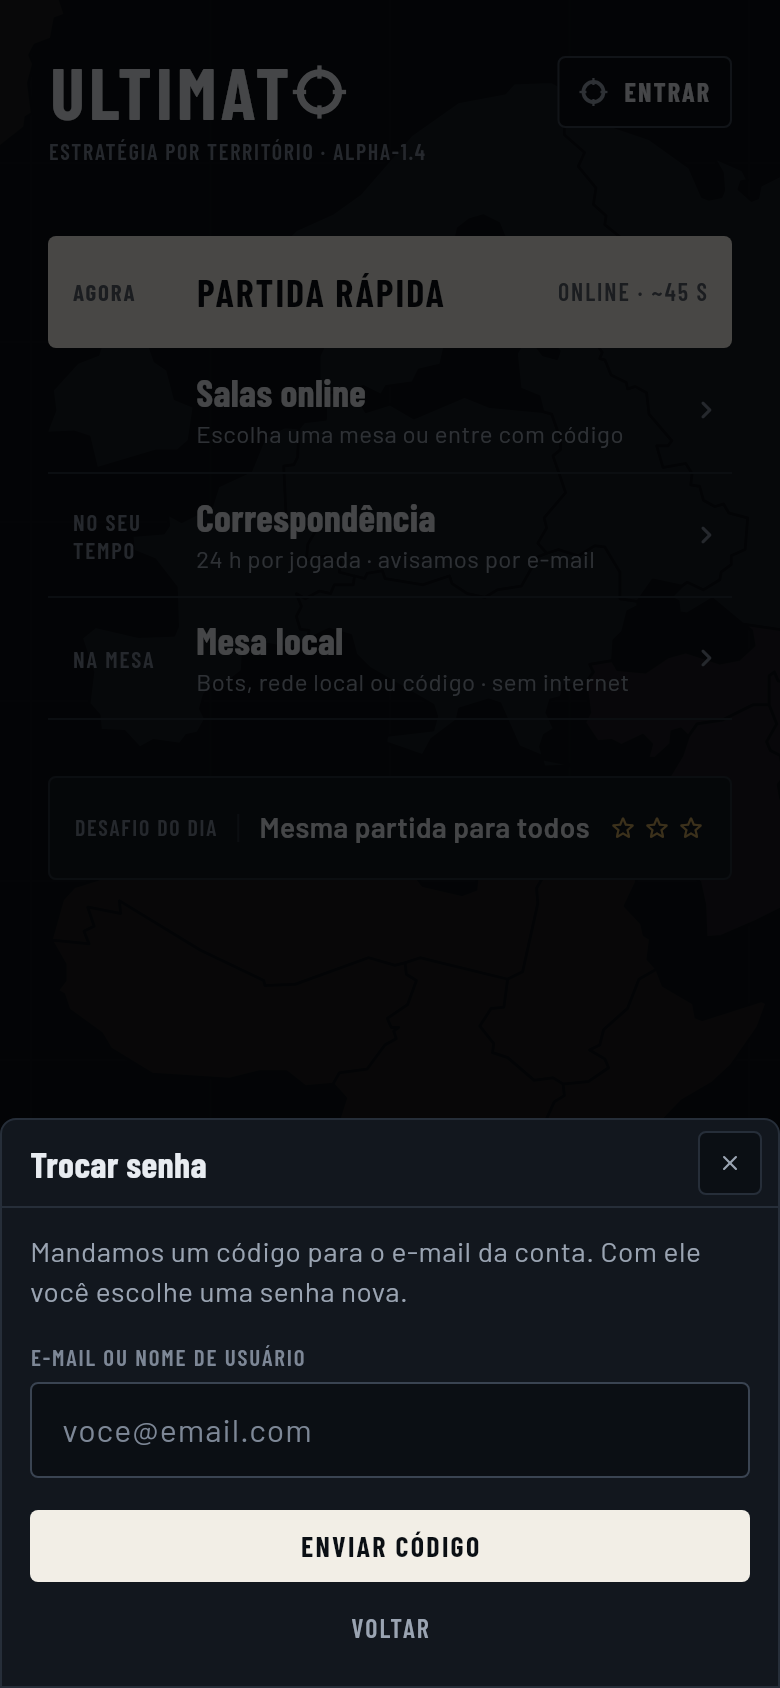 ULTIMATO
ENTRAR
ESTRATÉGIA POR TERRITÓRIO · ALPHA-1.4
AGORA PARTIDA RÁPIDA ONLINE · ~45 S
Salas online
Escolha uma mesa ou entre com código
NO SEU TEMPO
Correspondência
24 h por jogada · avisamos por e-mail
NA MESA
Mesa local
Bots, rede local ou código · sem internet
DESAFIO DO DIA Mesma partida para todos
Trocar senha
Mandamos um código para o e-mail da conta. Com ele
você escolhe uma senha nova.
E-MAIL OU NOME DE USUÁRIO
voce@email.com
ENVIAR CÓDIGO
VOLTAR